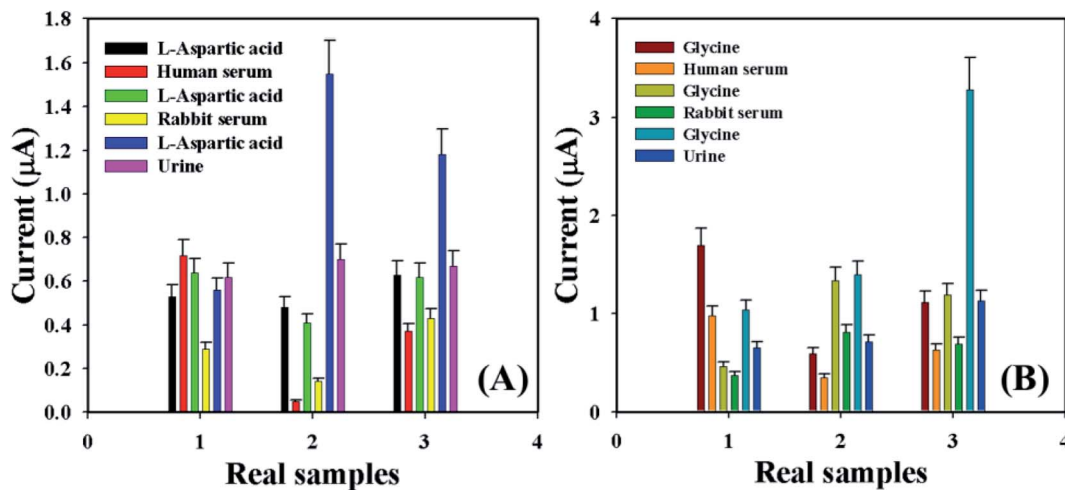 1.8
1.6
1.4
1.2
1.0
0.8
0.6
0.4
0.2
0.0
Current (μA)
L-Aspartic acid
Human serum
L-Aspartic acid
Rabbit serum
L-Aspartic acid
Urine
(A)
0 1 2 3 4
Real samples
4
3
2
1
0
Current (μA)
Glycine
Human serum
Glycine
Rabbit serum
Glycine
Urine
(B)
0 1 2 3 4
Real samples